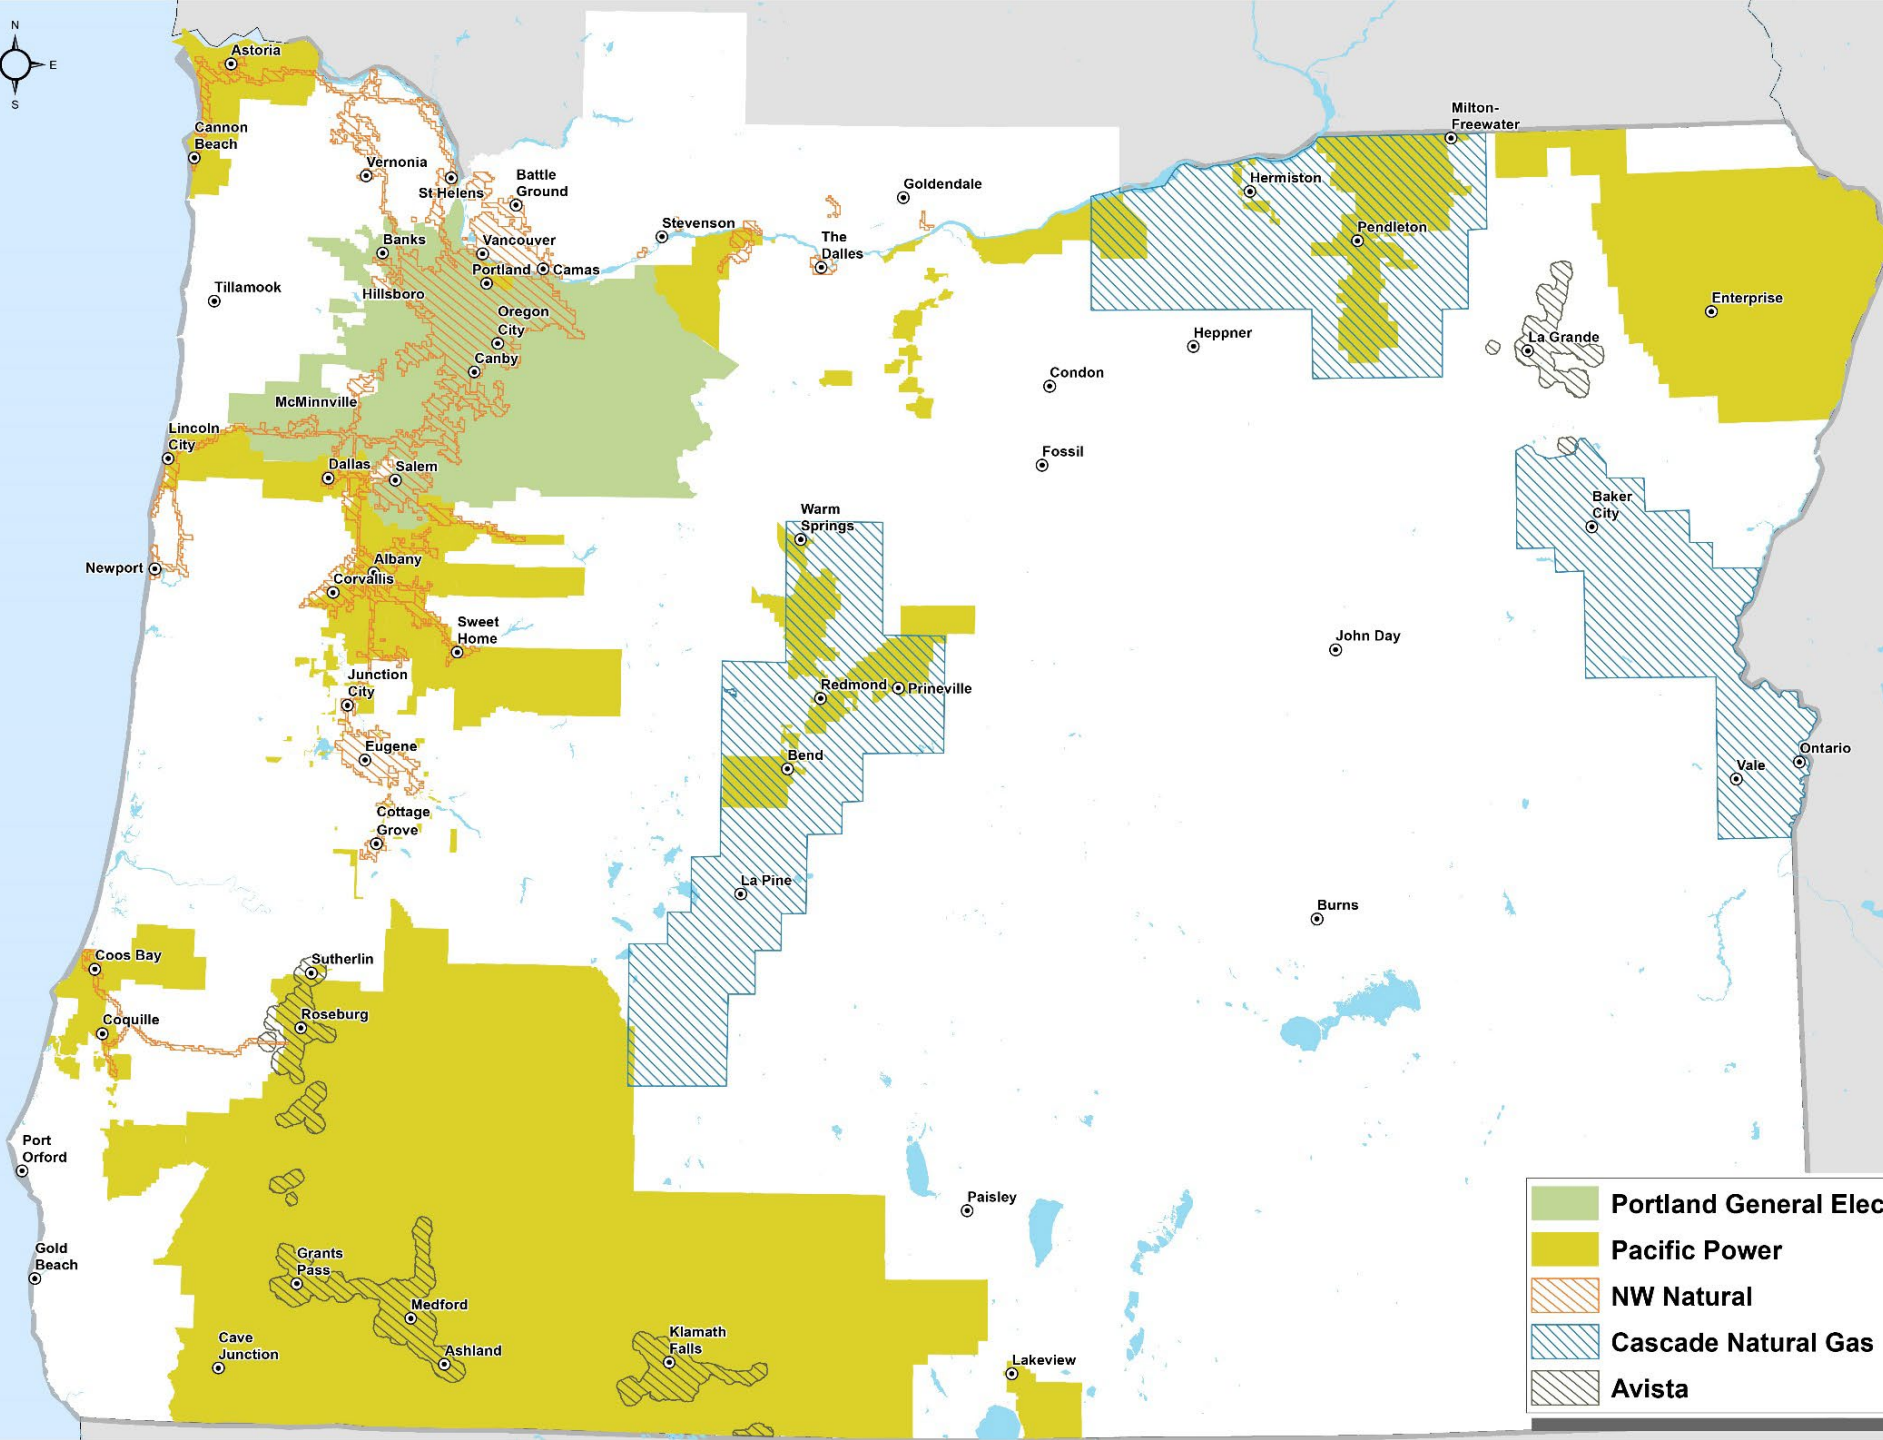 N
E
S
Astoria
Cannon
Beach
Vernonia
St Helens
Battle
Ground
Milton-
Freewater
Goldendale
Hermiston
Stevenson
The
Dalles
Pendleton
Banks
Vancouver
Portland
Camas
Tillamook
Hillsboro
Oregon
City
Canby
Enterprise
Heppner
La Grande
Condon
McMinnville
Lincoln
City
Dallas
Salem
Fossil
Baker
City
Warm
Springs
Newport
Albany
Corvallis
Sweet
Home
John Day
Junction
City
Redmond
Prineville
Eugene
Bend
Ontario
Vale
Cottage
Grove
La Pine
Burns
Coos Bay
Sutherlin
Coquille
Roseburg
Port
Orford
Paisley
Gold
Beach
Grants
Pass
Medford
Cave
Junction
Ashland
Klamath
Falls
Lakeview
Portland General Elec
Pacific Power
NW Natural
Cascade Natural Gas
Avista